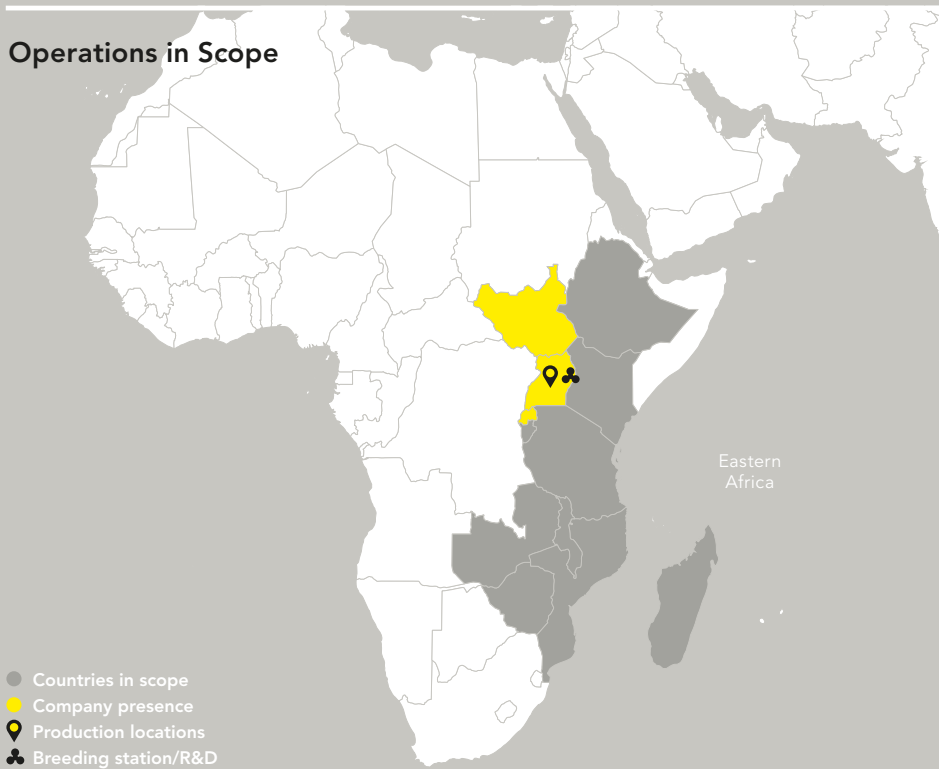 Operations in Scope
Eastern
Africa
Countries in scope
Company presence
Production locations
Breeding station/R&D